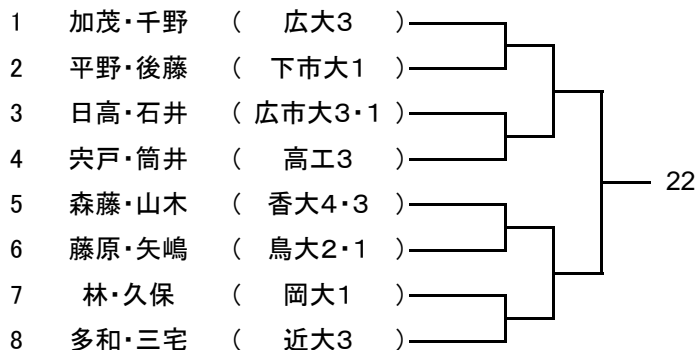 1 加茂・千野 ( 広大3 )
2 平野・後藤 ( 下市大1 )
3 日高・石井 ( 広市大3・1 )
4 宍戸・筒井 ( 高工3 )
22
5 森藤・山木 ( 香大4・3 )
6 藤原・矢嶋 ( 鳥大2・1 )
7 林・久保 ( 岡大1 )
8 多和・三宅 ( 近大3 )